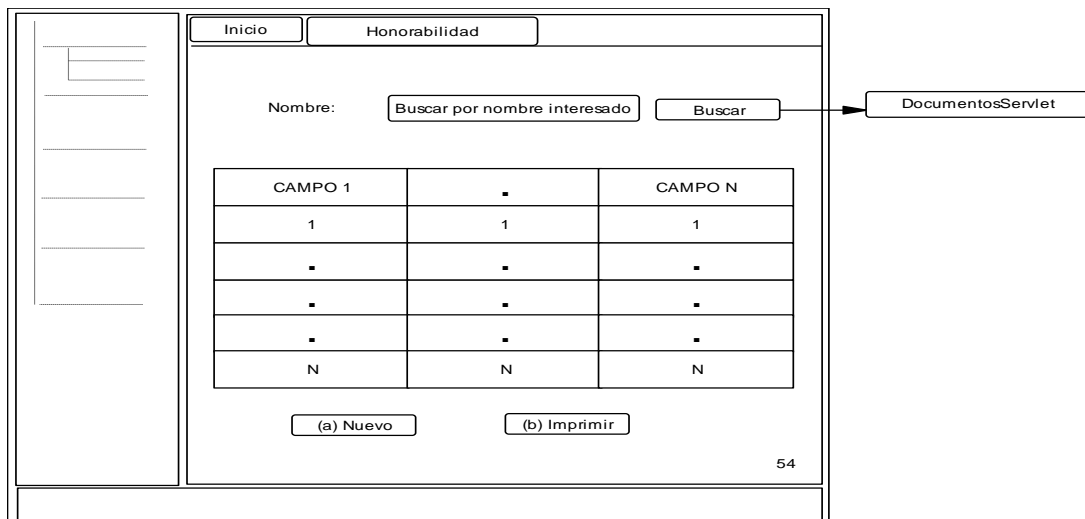 Inicio Honorabilidad
Nombre: Buscar por nombre interesado Buscar DocumentosServlet
CAMPO 1 . CAMPO N
1 1 1
. . .
. . .
. . .
N N N
(a) Nuevo (b) Imprimir
54